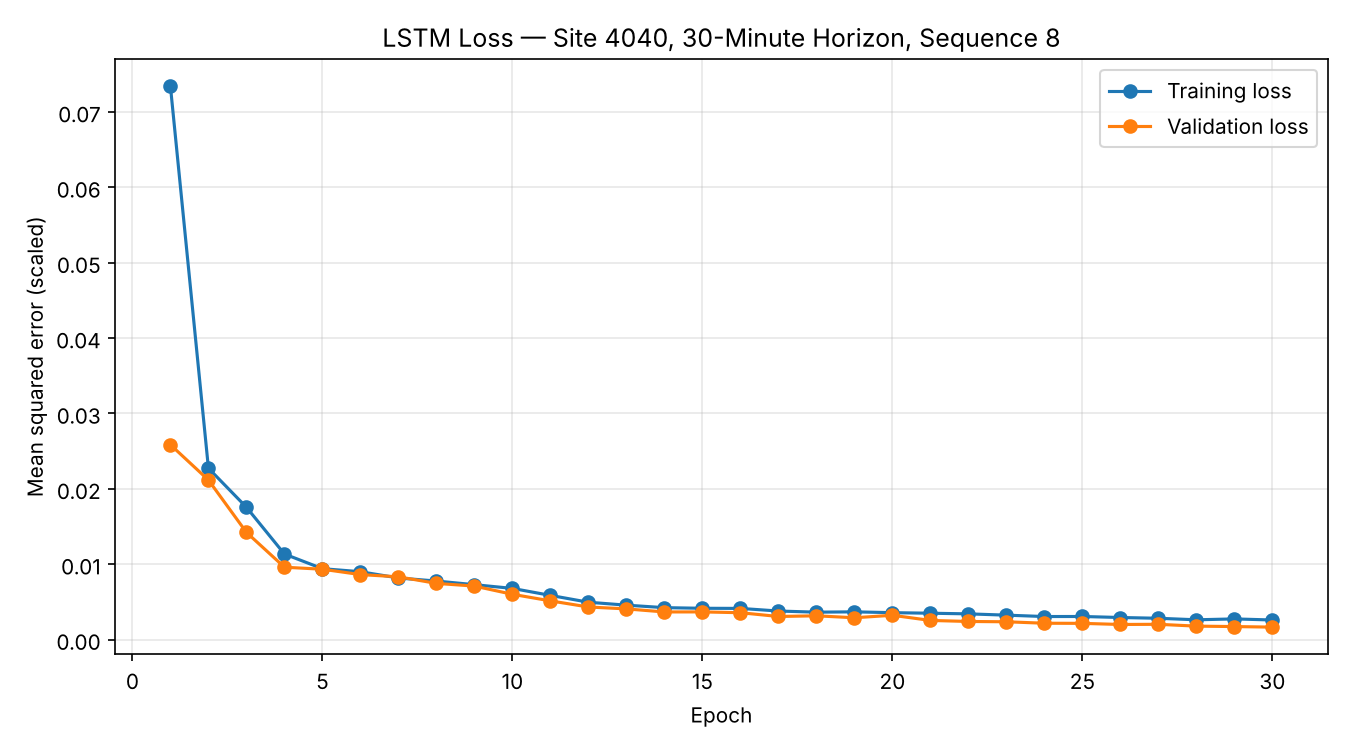 LSTM Loss — Site 4040, 30-Minute Horizon, Sequence 8
Training loss
Validation loss
Mean squared error (scaled)
0.07
0.06
0.05
0.04
0.03
0.02
0.01
0.00
0 5 10 15 20 25 30
Epoch